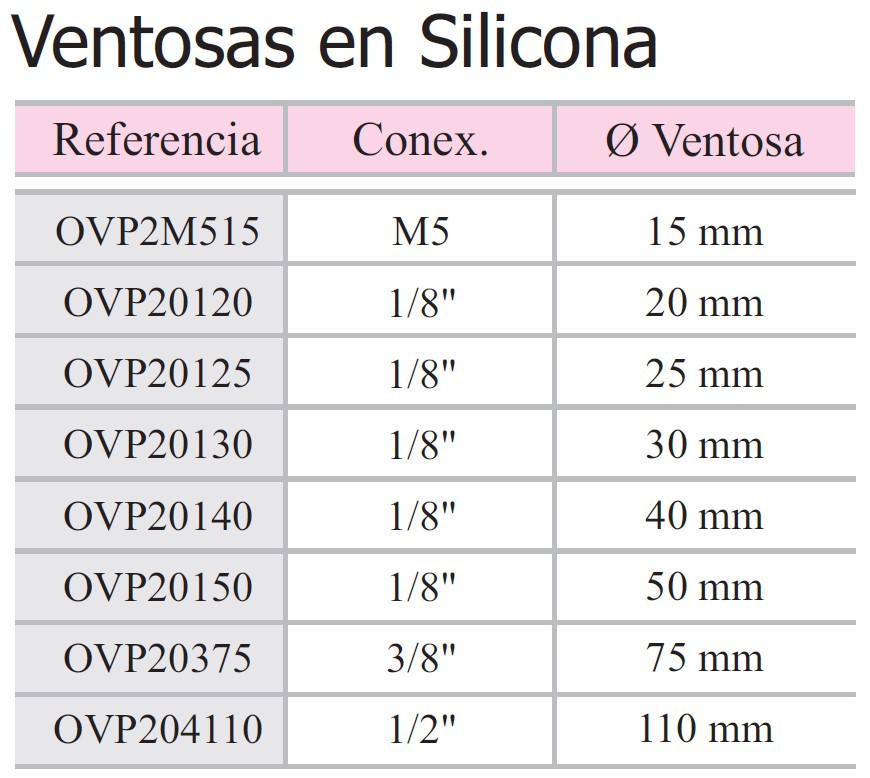 Ventosas en Silicona
Referencia Conex. Ø Ventosa
OVP2M515 M5 15 mm
OVP20120 1/8" 20 mm
OVP20125 1/8" 25 mm
OVP20130 1/8" 30 mm
OVP20140 1/8" 40 mm
OVP20150 1/8" 50 mm
OVP20375 3/8" 75 mm
OVP204110 1/2" 110 mm